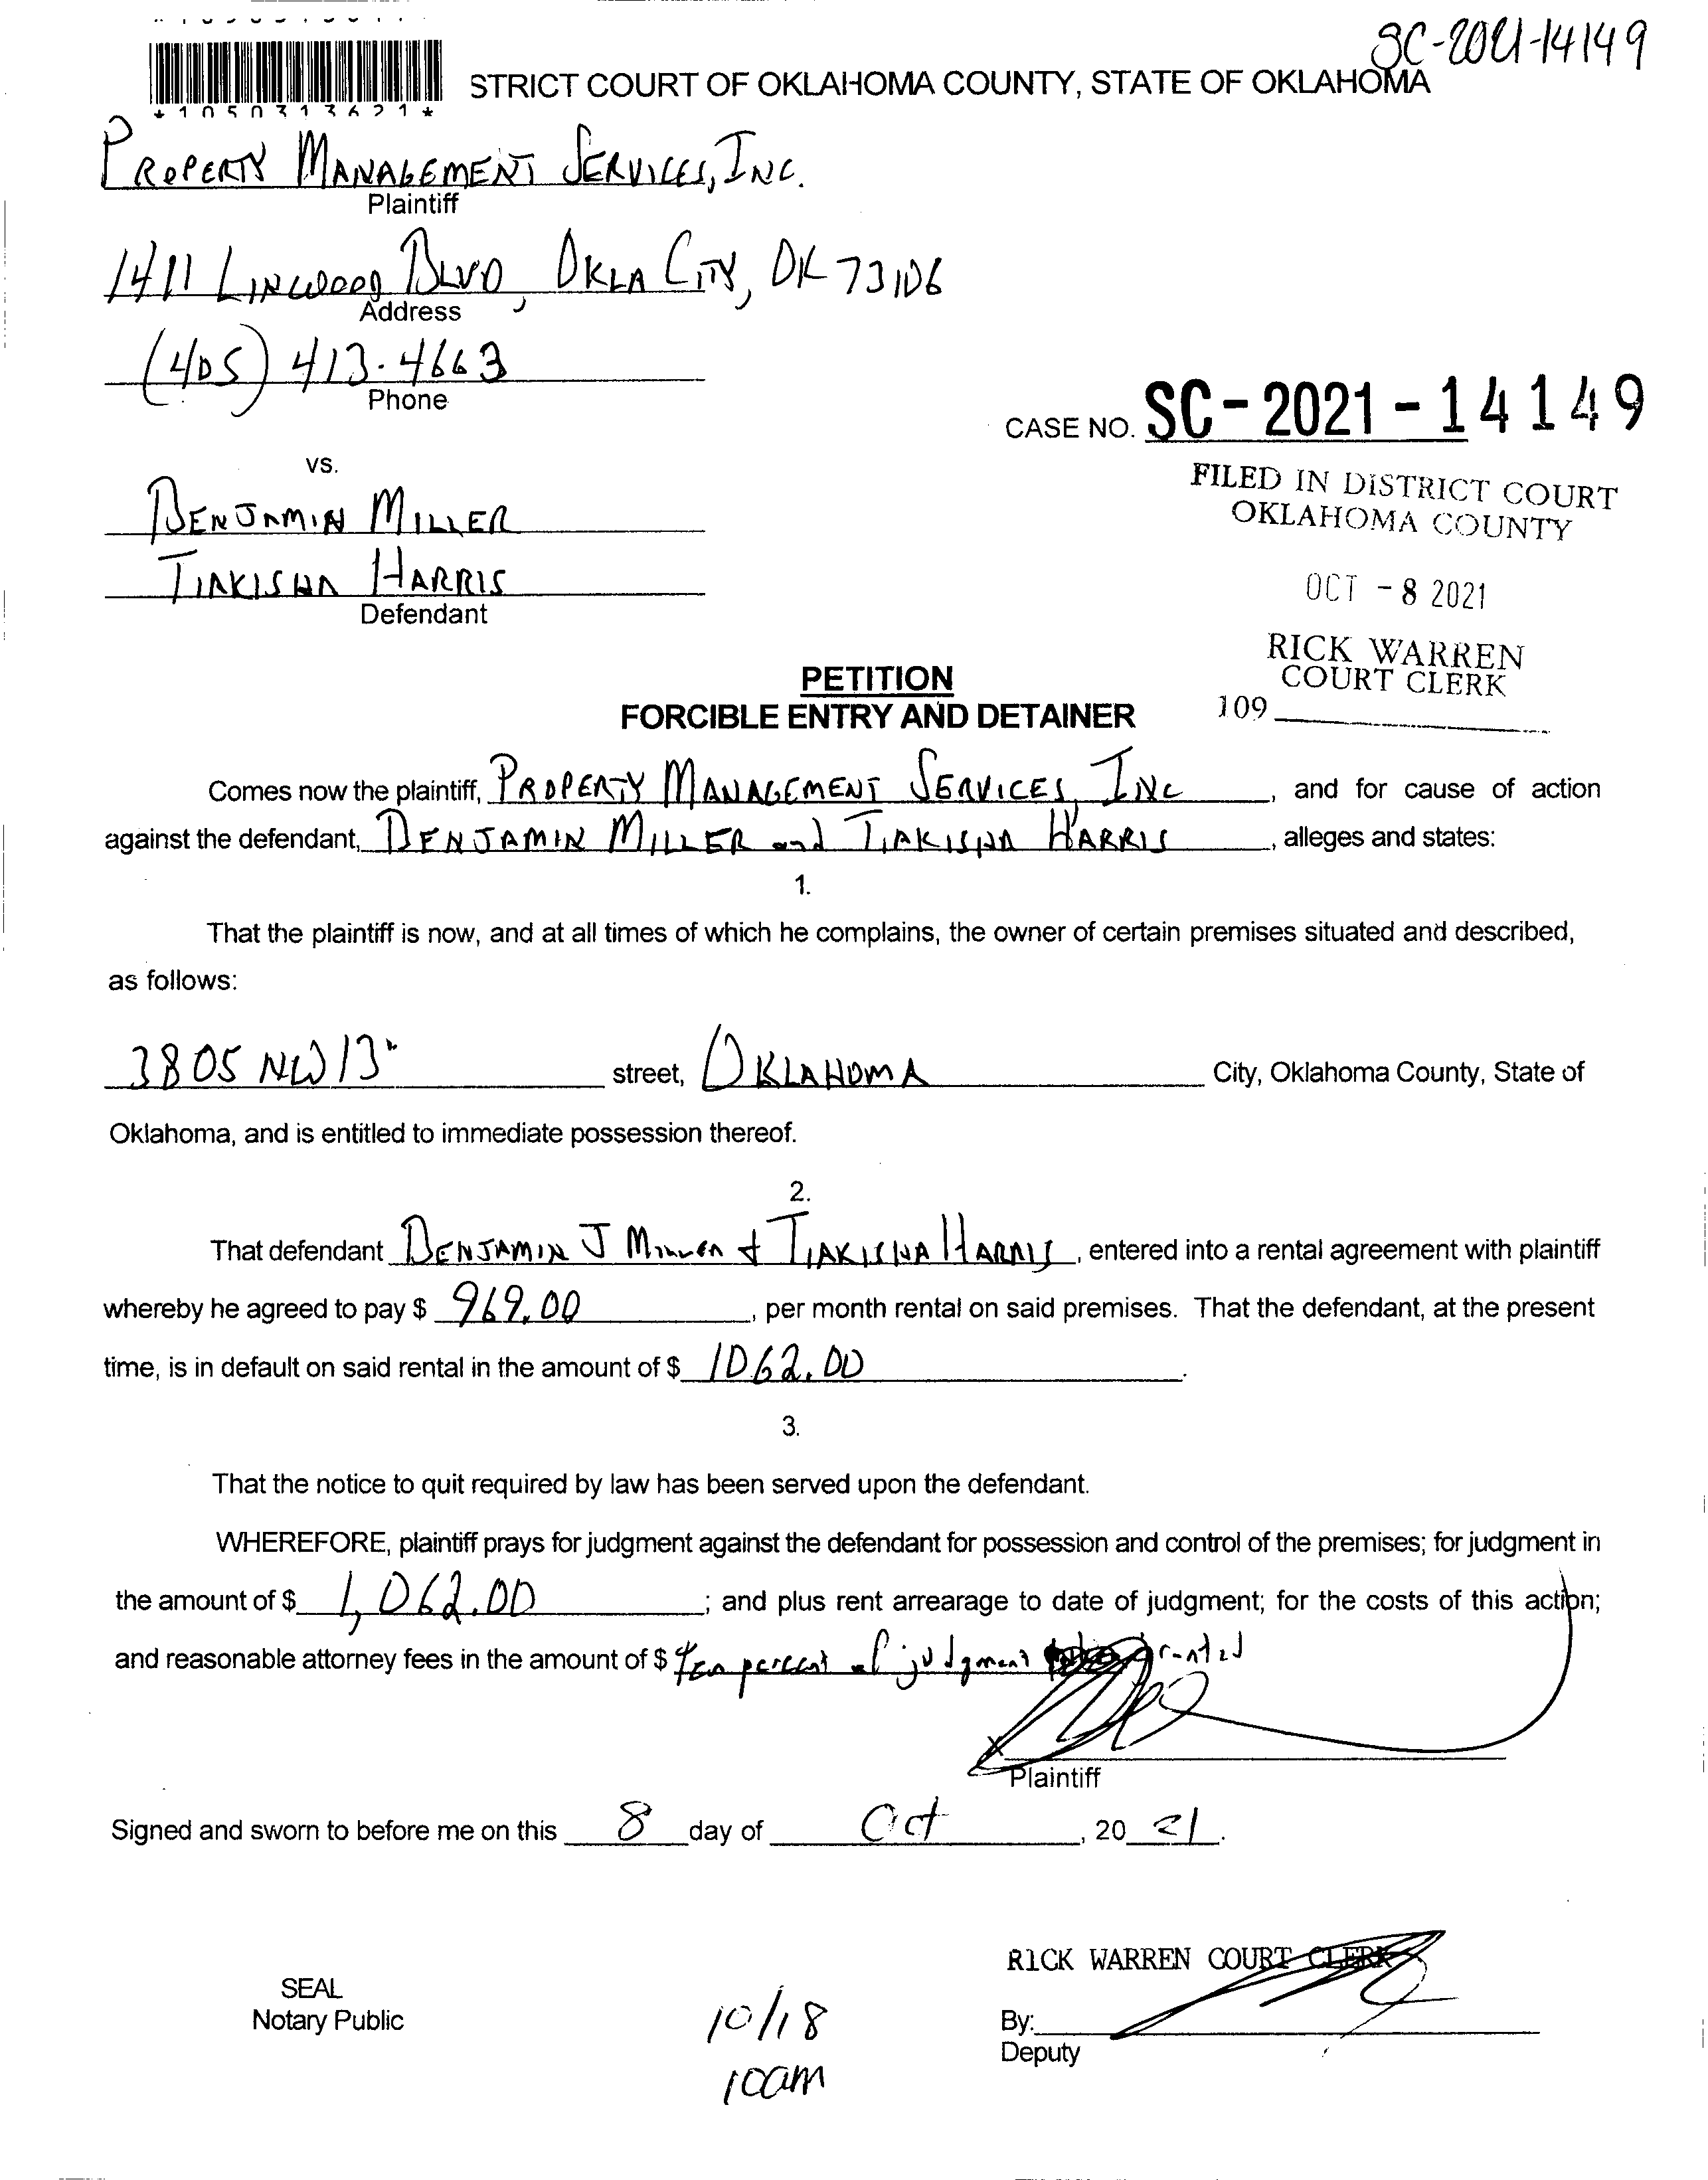 SC-2021-14149
STRICT COURT OF OKLAHOMA COUNTY, STATE OF OKLAHOMA
*1050313621*
PROPERTY MANAGEMENT SERVICES, INC.
Plaintiff
1411 LINWOOD BLVD, OKLA CITY, OK 73106
Address
(405) 413-4663
Phone
CASE NO. SC-2021-14149
vs.
FILED IN DISTRICT COURT
OKLAHOMA COUNTY
BENJAMIN MILLER
TIAKISHA HARRIS
Defendant
OCT -8 2021
RICK WARREN
COURT CLERK
109
PETITION
FORCIBLE ENTRY AND DETAINER
Comes now the plaintiff, PROPERTY MANAGEMENT SERVICES, INC, and for cause of action
against the defendant, BENJAMIN MILLER and TIAKISHA HARRIS, alleges and states:
1.
That the plaintiff is now, and at all times of which he complains, the owner of certain premises situated and described,
as follows:
3805 NW 13th street, OKLAHOMA City, Oklahoma County, State of
Oklahoma, and is entitled to immediate possession thereof.
2.
That defendant BENJAMIN J MILLER + TIAKISHA HARRIS, entered into a rental agreement with plaintiff
whereby he agreed to pay $ 969.00, per month rental on said premises. That the defendant, at the present
time, is in default on said rental in the amount of $ 1062.00.
3.
That the notice to quit required by law has been served upon the defendant.
WHEREFORE, plaintiff prays for judgment against the defendant for possession and control of the premises; for judgment in
the amount of $ 1,062.00; and plus rent arrearage to date of judgment; for the costs of this action;
and reasonable attorney fees in the amount of $ ten percent of judgment granted
X
Plaintiff
Signed and sworn to before me on this 8 day of Oct, 20 21.
RICK WARREN COURT CLERK
SEAL
Notary Public
By:
Deputy
10/18
10am